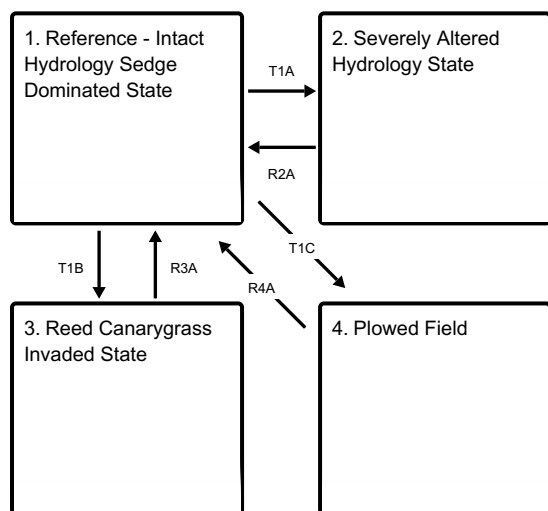 1. Reference - Intact
Hydrology Sedge
Dominated State
2. Severely Altered
Hydrology State
T1A
R2A
T1C
T1B
R3A
R4A
3. Reed Canarygrass
Invaded State
4. Plowed Field